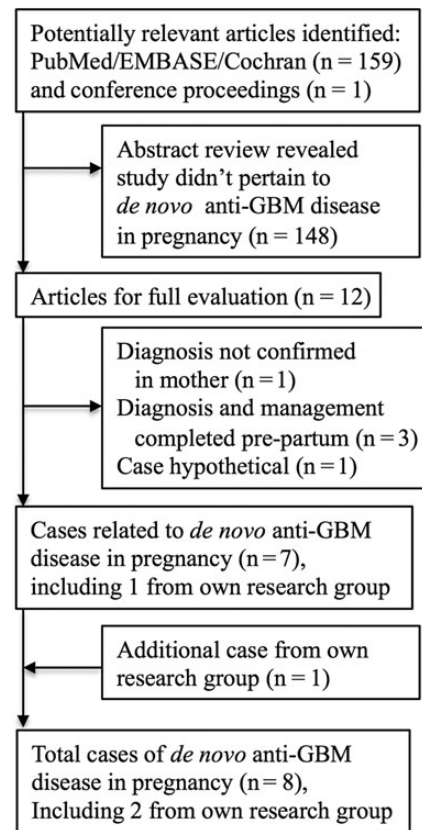 Potentially relevant articles identified:
PubMed/EMBASE/Cochran (n = 159)
and conference proceedings (n = 1)
Abstract review revealed
study didn't pertain to
de novo anti-GBM disease
in pregnancy (n = 148)
Articles for full evaluation (n = 12)
Diagnosis not confirmed
in mother (n = 1)
Diagnosis and management
completed pre-partum (n = 3)
Case hypothetical (n = 1)
Cases related to de novo anti-GBM
disease in pregnancy (n = 7),
including 1 from own research group
Additional case from own
research group (n = 1)
Total cases of de novo anti-GBM
disease in pregnancy (n = 8),
Including 2 from own research group